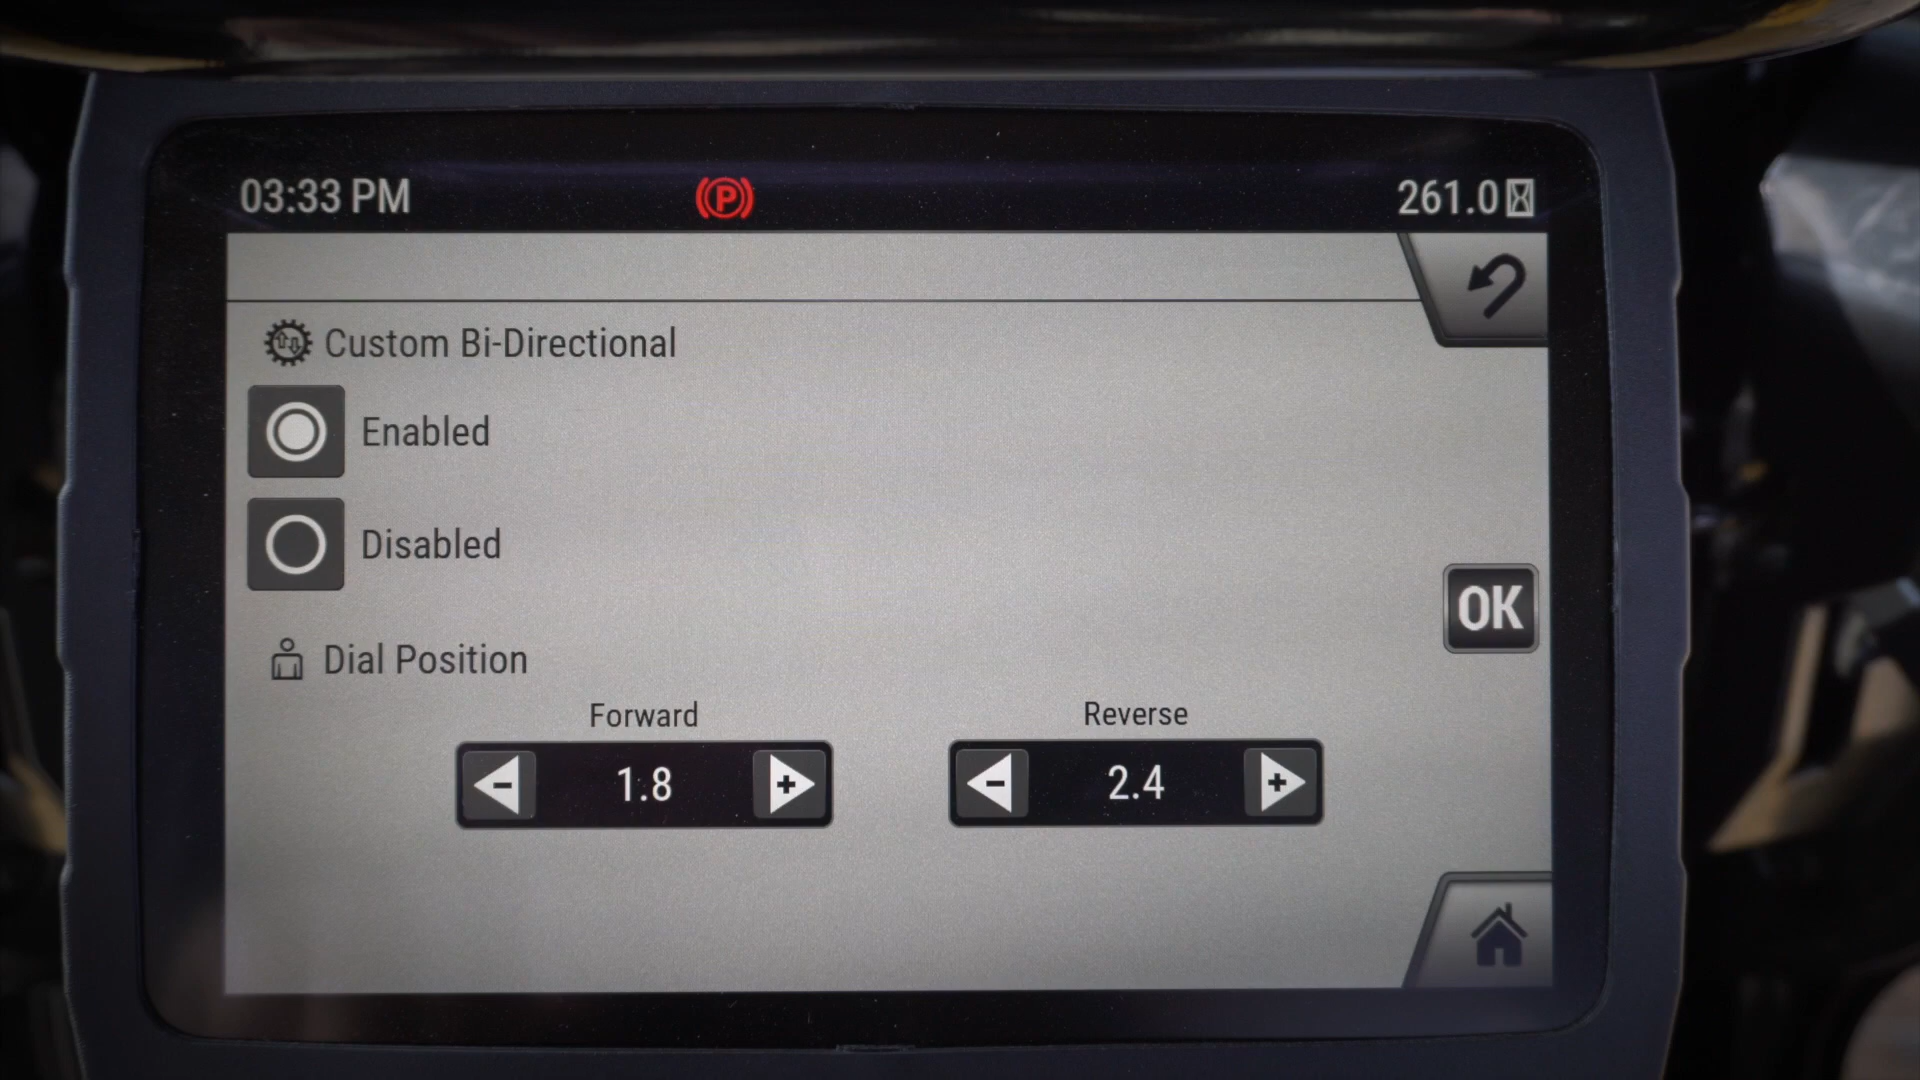 03:33 PM
P
261.0
Custom Bi-Directional
Enabled
Disabled
OK
Dial Position
Forward
Reverse
- 1.8 +
- 2.4 +